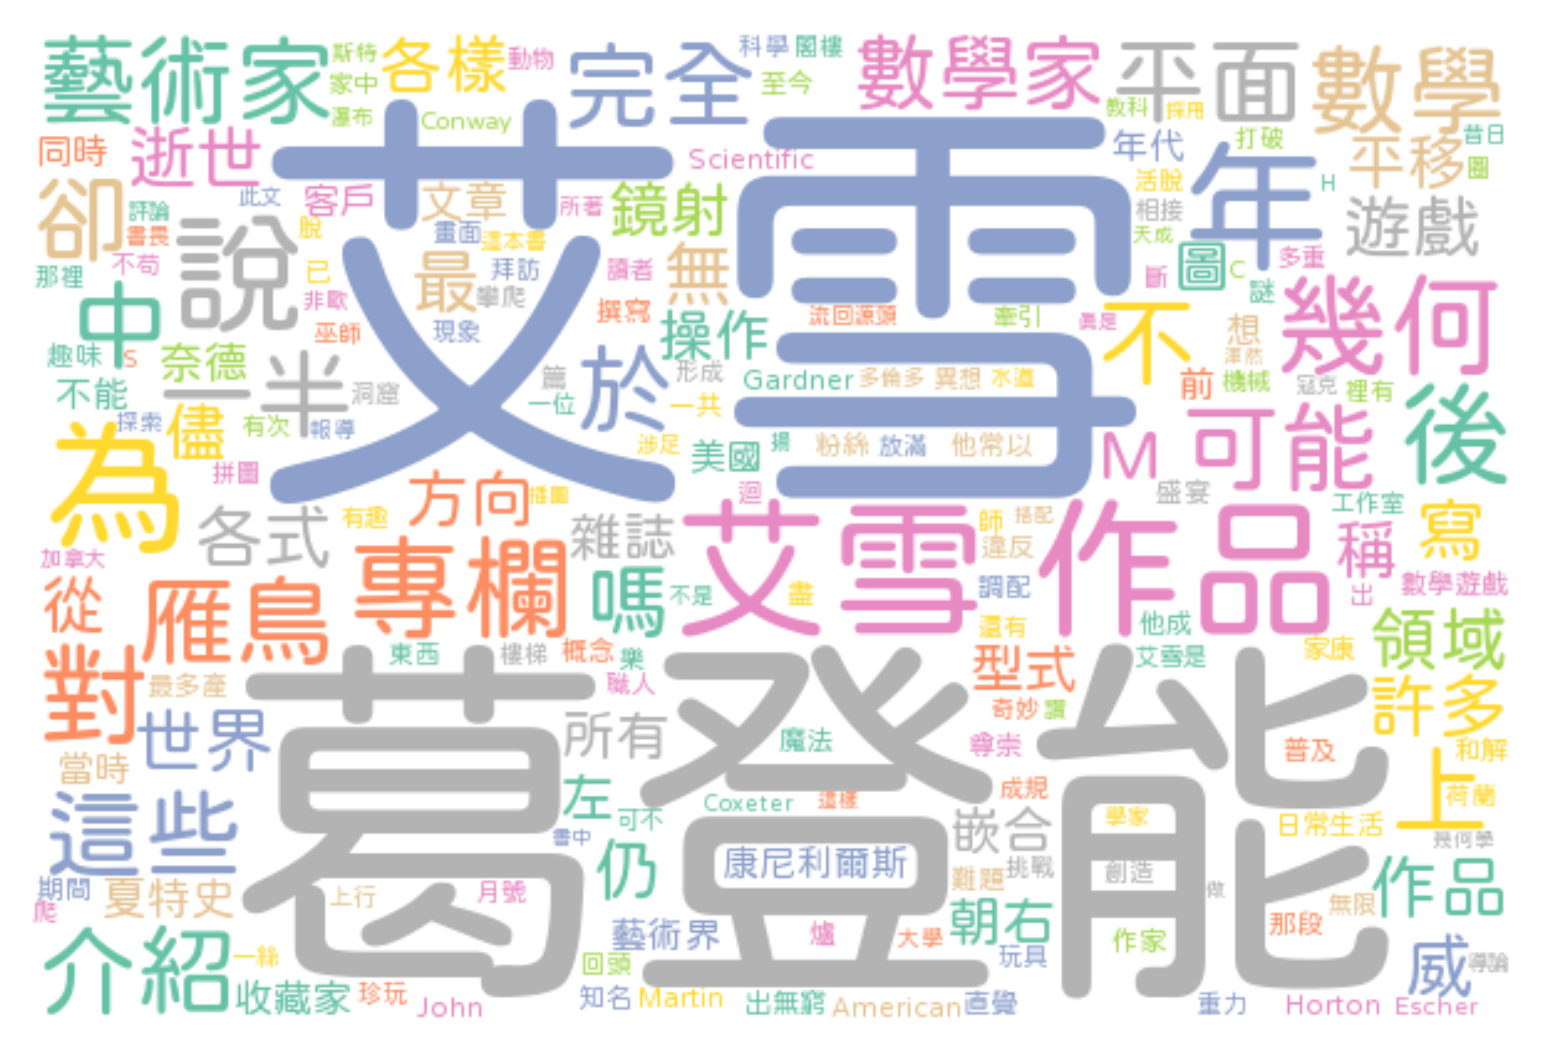 藝術家
斯特
各樣
動物
完全
科學
閣樓
數學家
平面
數學
家中
至今
瀑布
Conway
教科
採用
同時
逝世
Scientific
年代
打破
平移
昔日
卻
此文
客戶
文章
所著
鏡射
艾雪
活脫
年
H
圈
評論
書畏
說
脫
畫面
這本書
相接
天成
遊戲
那裡
不苟
已
最
拜訪
讀者
無
斷
圖
C
多重
中
非歐
攀爬
撰寫
謎
幾何
巫師
現象
操作
流回源頭
牽引
真是
不
想
趣味
S
奈德
一半
於
形成
渾然
不能
洞窟
篇
一位
Gardner
多倫多
異想
水道
前
機械
寇克
裡有
後
探索
儘
有次
報導
一共
為
涉足
美國
揚
粉絲
放滿
他常以
M
可能
拼圖
方向
插圖
迴
盛宴
工作室
各式
有趣
雜誌
艾雪
師
搭配
違反
作品
稱
寫
加拿大
從
雁鳥
專欄
嗎
不是
盡
調配
出
數學遊戲
還有
他成
領域
對
東西
樓梯
概念
樂
型式
艾雪是
家康
最多產
職人
許多
世界
葛登能
奇妙
讚
所有
魔法
尊崇
普及
和解
當時
上
這些
左
可不
Coxeter
這樣
成規
荷蘭
書中
嵌合
學家
日常生活
幾何學
期間
爬
夏特史
上行
月號
仍
康尼利爾斯
難題
挑戰
創造
做
無限
作品
介紹
一絲
藝術界
爐
大學
朝右
作家
那段
威
導論
回頭
玩具
收藏家
珍玩
John
知名
Martin
出無窮
American
直覺
重力
Horton
Escher